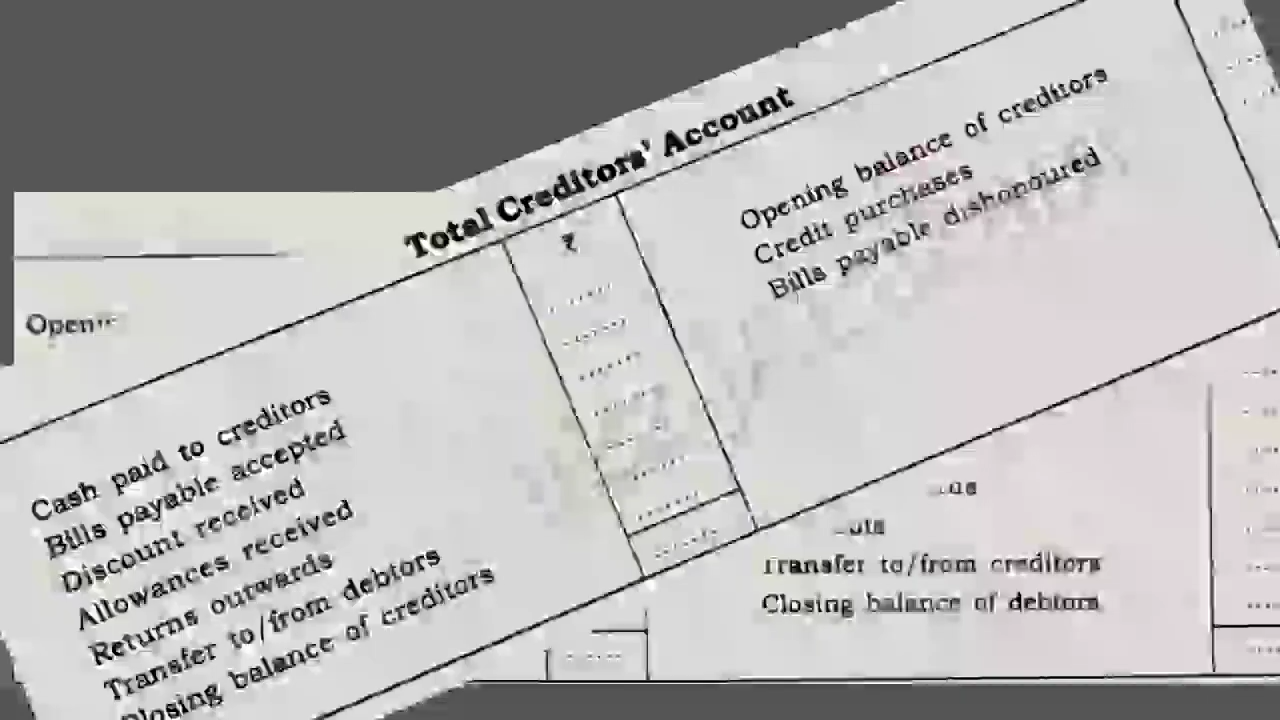 Total Creditors' Account
₹
Cash paid to creditors
Bills payable accepted
Discount received
Allowances received
Returns outwards
Transfer to/from debtors
Closing balance of creditors
Opening balance of creditors
Credit purchases
Bills payable dishonoured
Transfer to/from creditors
Closing balance of debtors